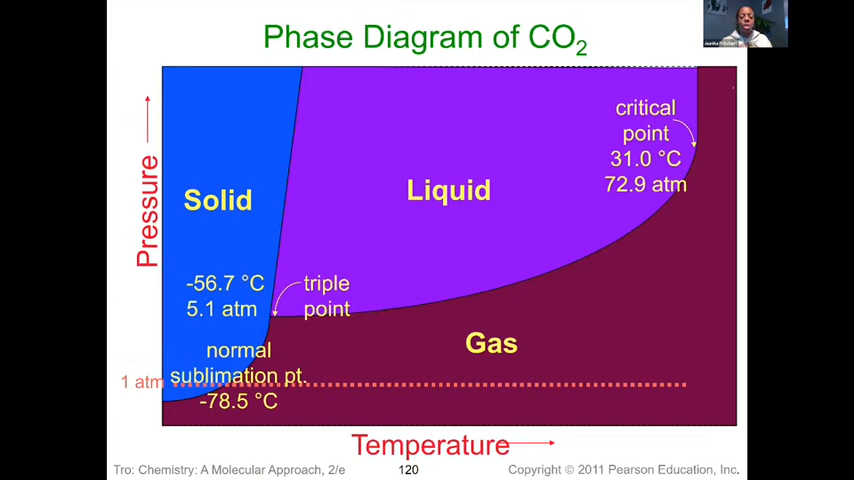 Phase Diagram of CO₂
critical
point
31.0 °C
72.9 atm
Pressure
Solid
Liquid
-56.7 °C
5.1 atm
triple
point
Gas
normal
sublimation pt.
-78.5 °C
1 atm
Temperature
Tro: Chemistry: A Molecular Approach, 2/e
120
Copyright © 2011 Pearson Education, Inc.